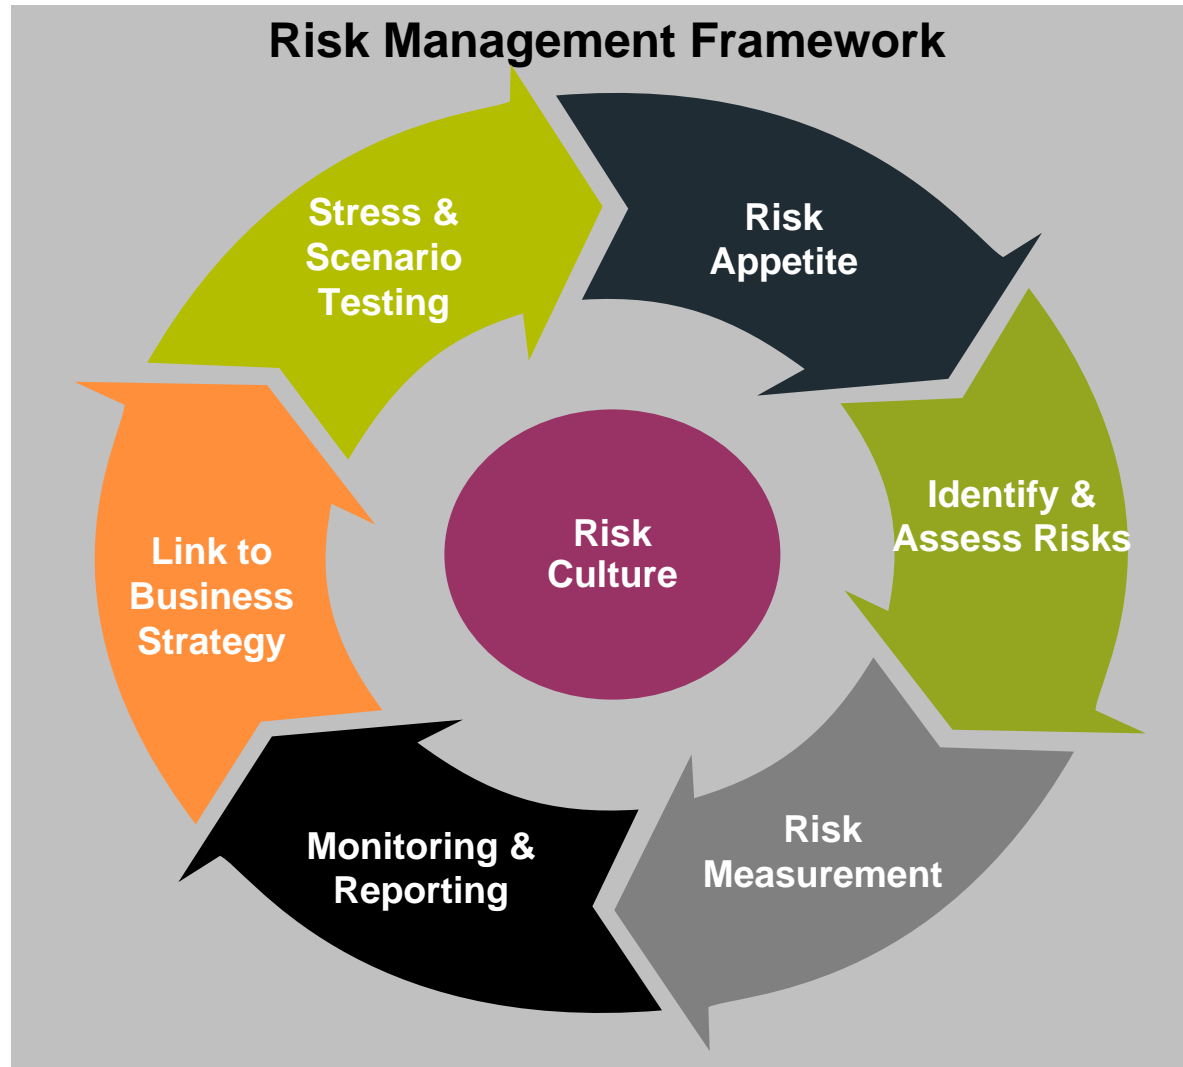 Risk Management Framework
Stress &
Scenario
Testing
Risk
Appetite
Identify &
Assess Risks
Risk
Culture
Link to
Business
Strategy
Risk
Measurement
Monitoring &
Reporting